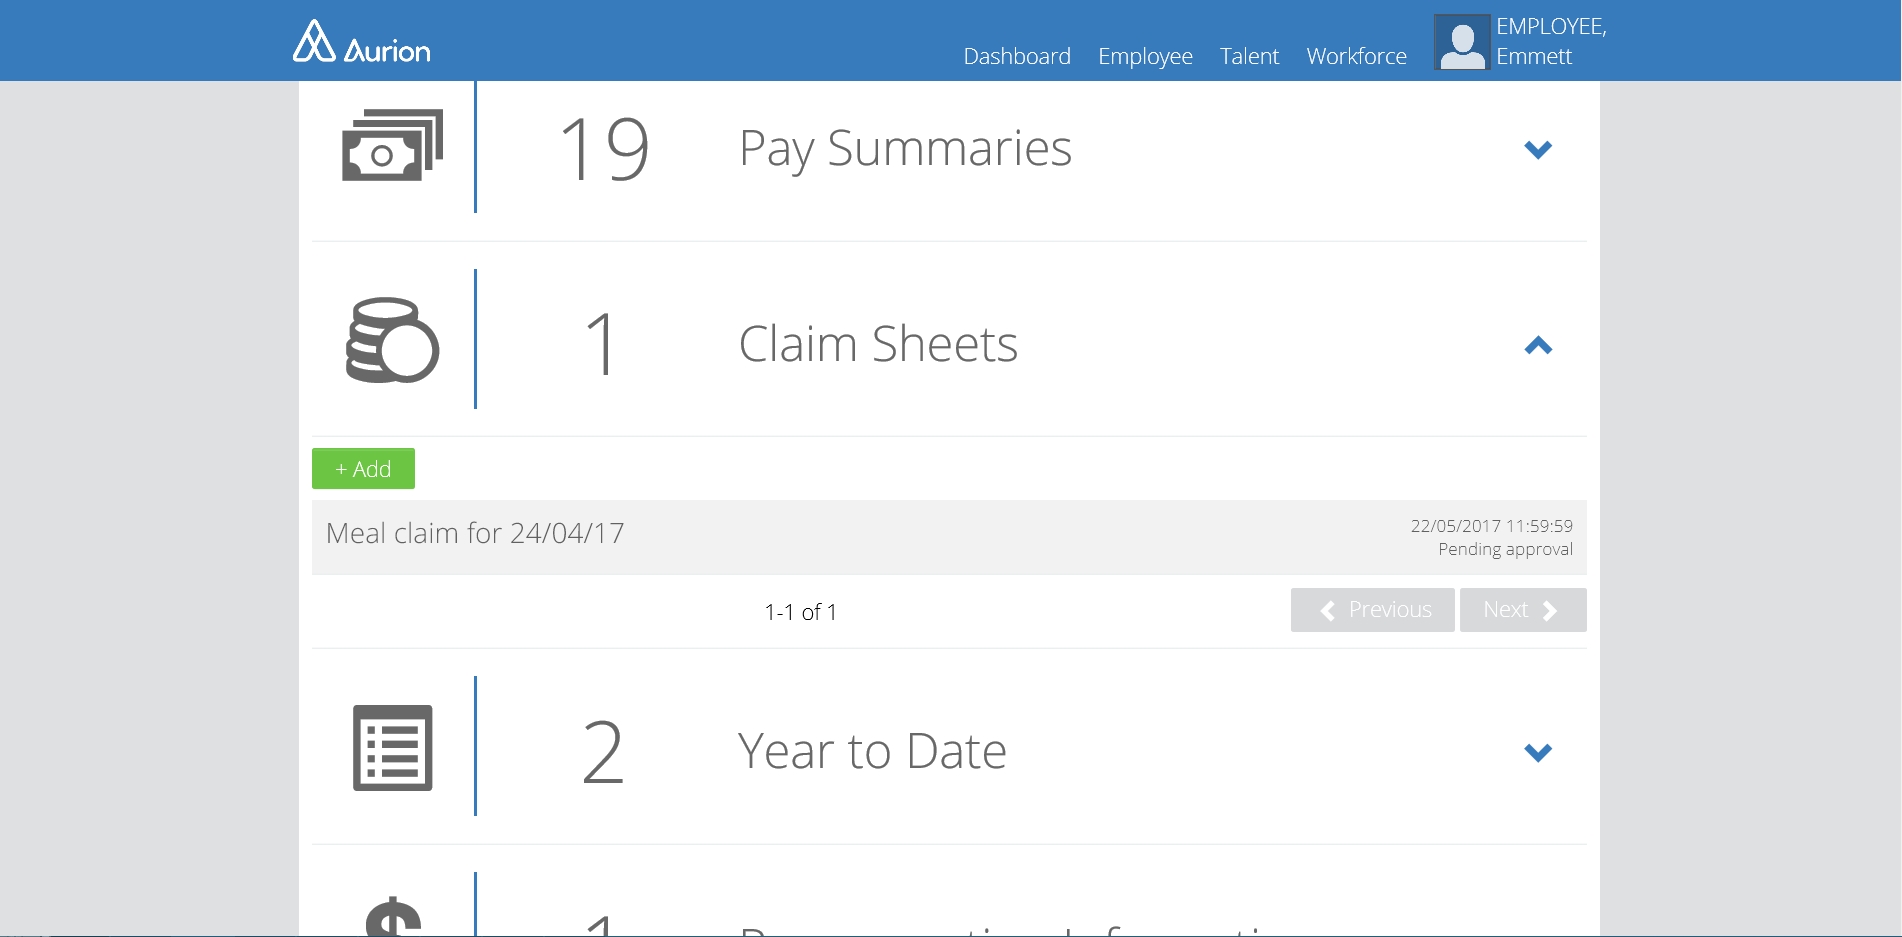 Aurion
Dashboard Employee Talent Workforce
EMPLOYEE,
Emmett
19 Pay Summaries
1 Claim Sheets
+ Add
Meal claim for 24/04/17
22/05/2017 11:59:59
Pending approval
1-1 of 1
Previous Next
2 Year to Date
1